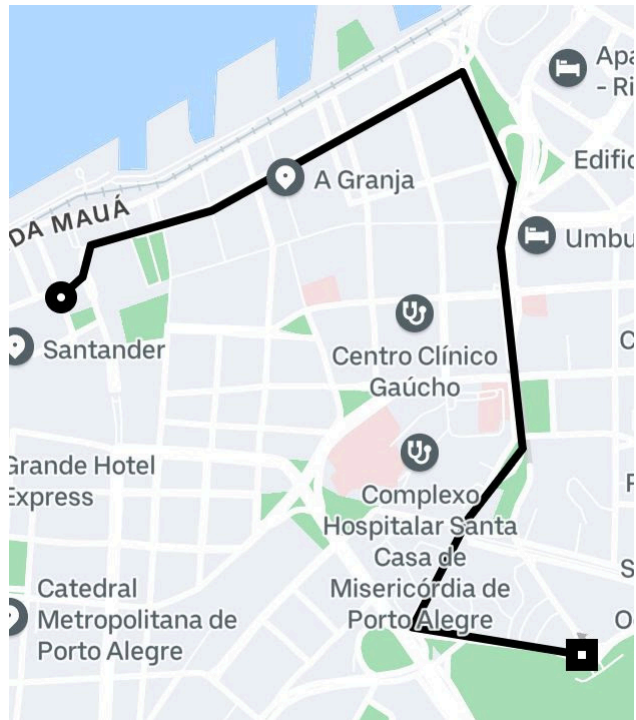 Apa
- Ri
A Granja
Edific
DA MAUÁ
Umbu
Santander
Centro Clínico
Gaúcho
C
Grande Hotel
Express
Complexo
Hospitalar Santa
Casa de
Misericórdia de
Porto Alegre
F
S
Catedral
Metropolitana de
Porto Alegre
O